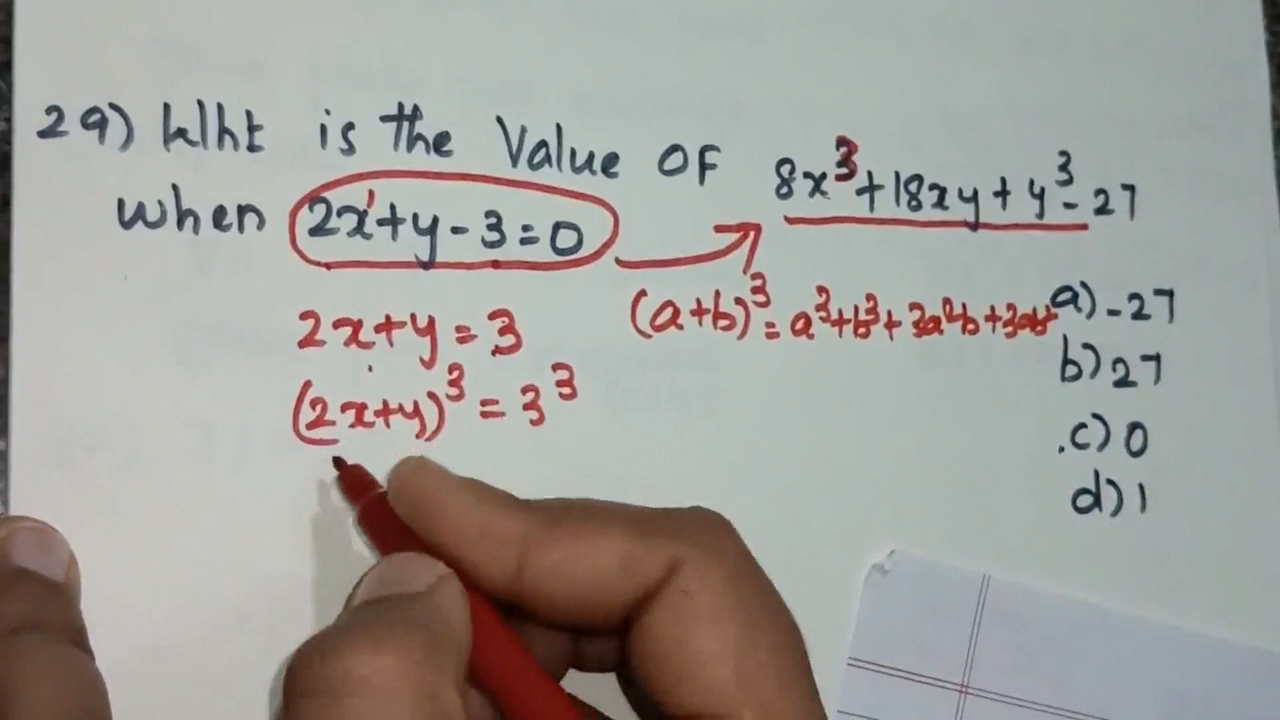 29) Wht is the Value OF 8x³+18xy+y³-27
when 2x¹+y-3=0
2x+y=3
(a+b)³=a³+b³+3a²b+3ab²
(2x+y)³=3³
a)-27
b)27
.c)0
d)1